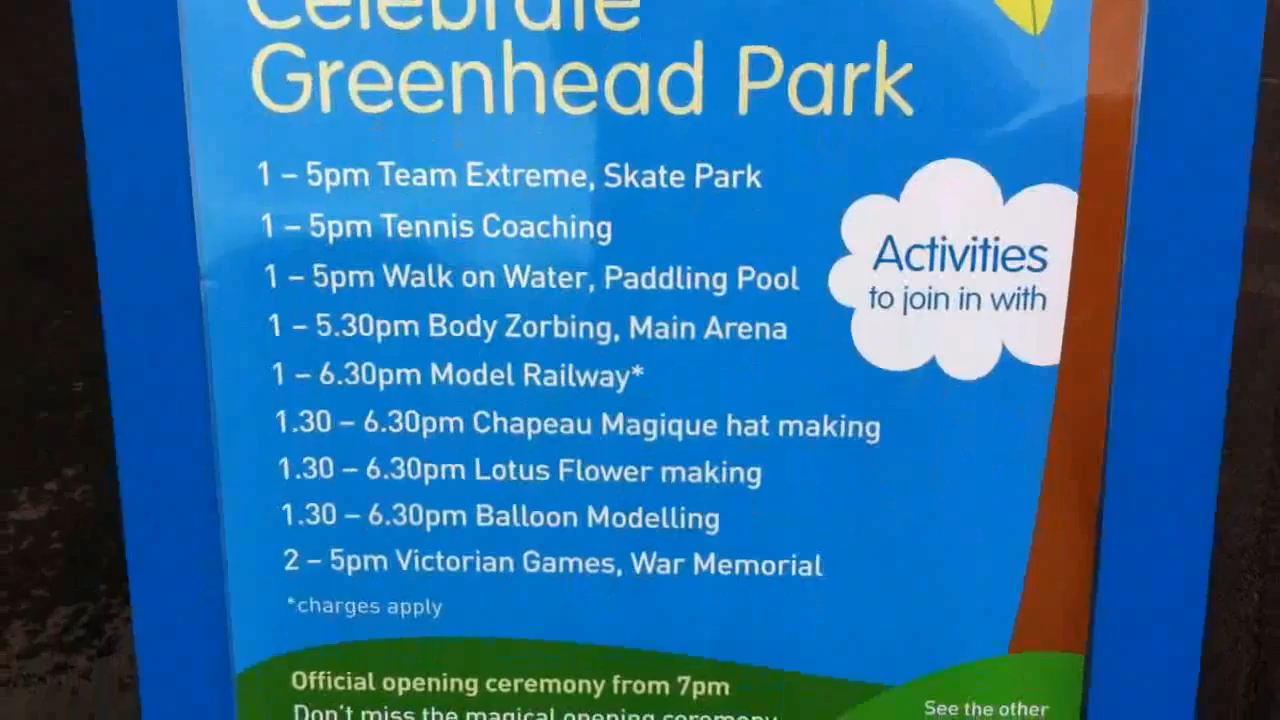 Celebrate
Greenhead Park
1 – 5pm Team Extreme, Skate Park
1 – 5pm Tennis Coaching
1 – 5pm Walk on Water, Paddling Pool
1 – 5.30pm Body Zorbing, Main Arena
1 – 6.30pm Model Railway*
1.30 – 6.30pm Chapeau Magique hat making
1.30 – 6.30pm Lotus Flower making
1.30 – 6.30pm Balloon Modelling
2 – 5pm Victorian Games, War Memorial
*charges apply
Activities
to join in with
Official opening ceremony from 7pm
Don't miss the magical opening ceremony
See the other